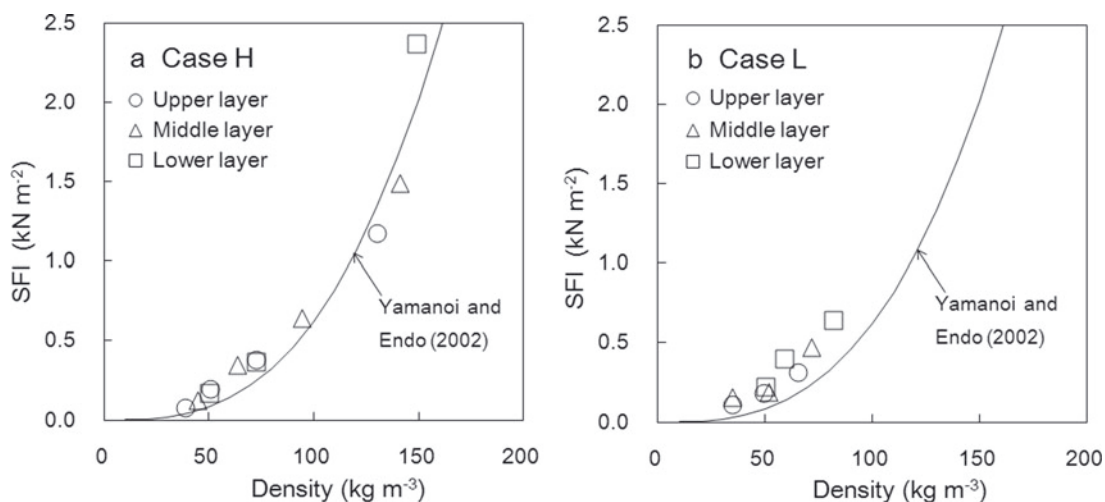 2.5
2.0
1.5
1.0
0.5
0.0
SFI (kN m-2)
a Case H
Upper layer
Middle layer
Lower layer
Yamanoi and
Endo (2002)
0 50 100 150 200
Density (kg m-3)
2.5
2.0
1.5
1.0
0.5
0.0
SFI (kN m-2)
b Case L
Upper layer
Middle layer
Lower layer
Yamanoi and
Endo (2002)
0 50 100 150 200
Density (kg m-3)